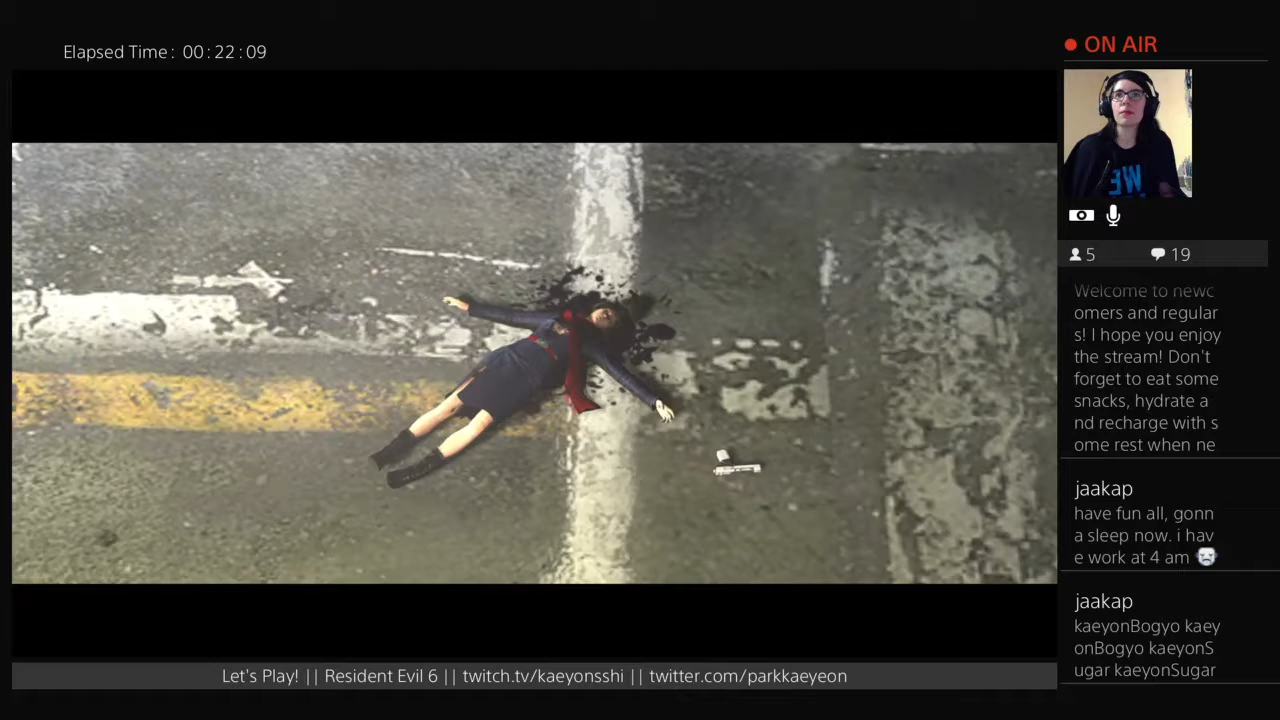 Elapsed Time: 00:22:09
ON AIR
WE
5 19
Welcome to newc
omers and regular
s! I hope you enjoy
the stream! Don't
forget to eat some
snacks, hydrate a
nd recharge with s
ome rest when ne
jaakap
have fun all, gonn
a sleep now. i hav
e work at 4 am
jaakap
kaeyonBogyo kaey
onBogyo kaeyonS
ugar kaeyonSugar
Let's Play! || Resident Evil 6 || twitch.tv/kaeyonsshi || twitter.com/parkkaeyeon